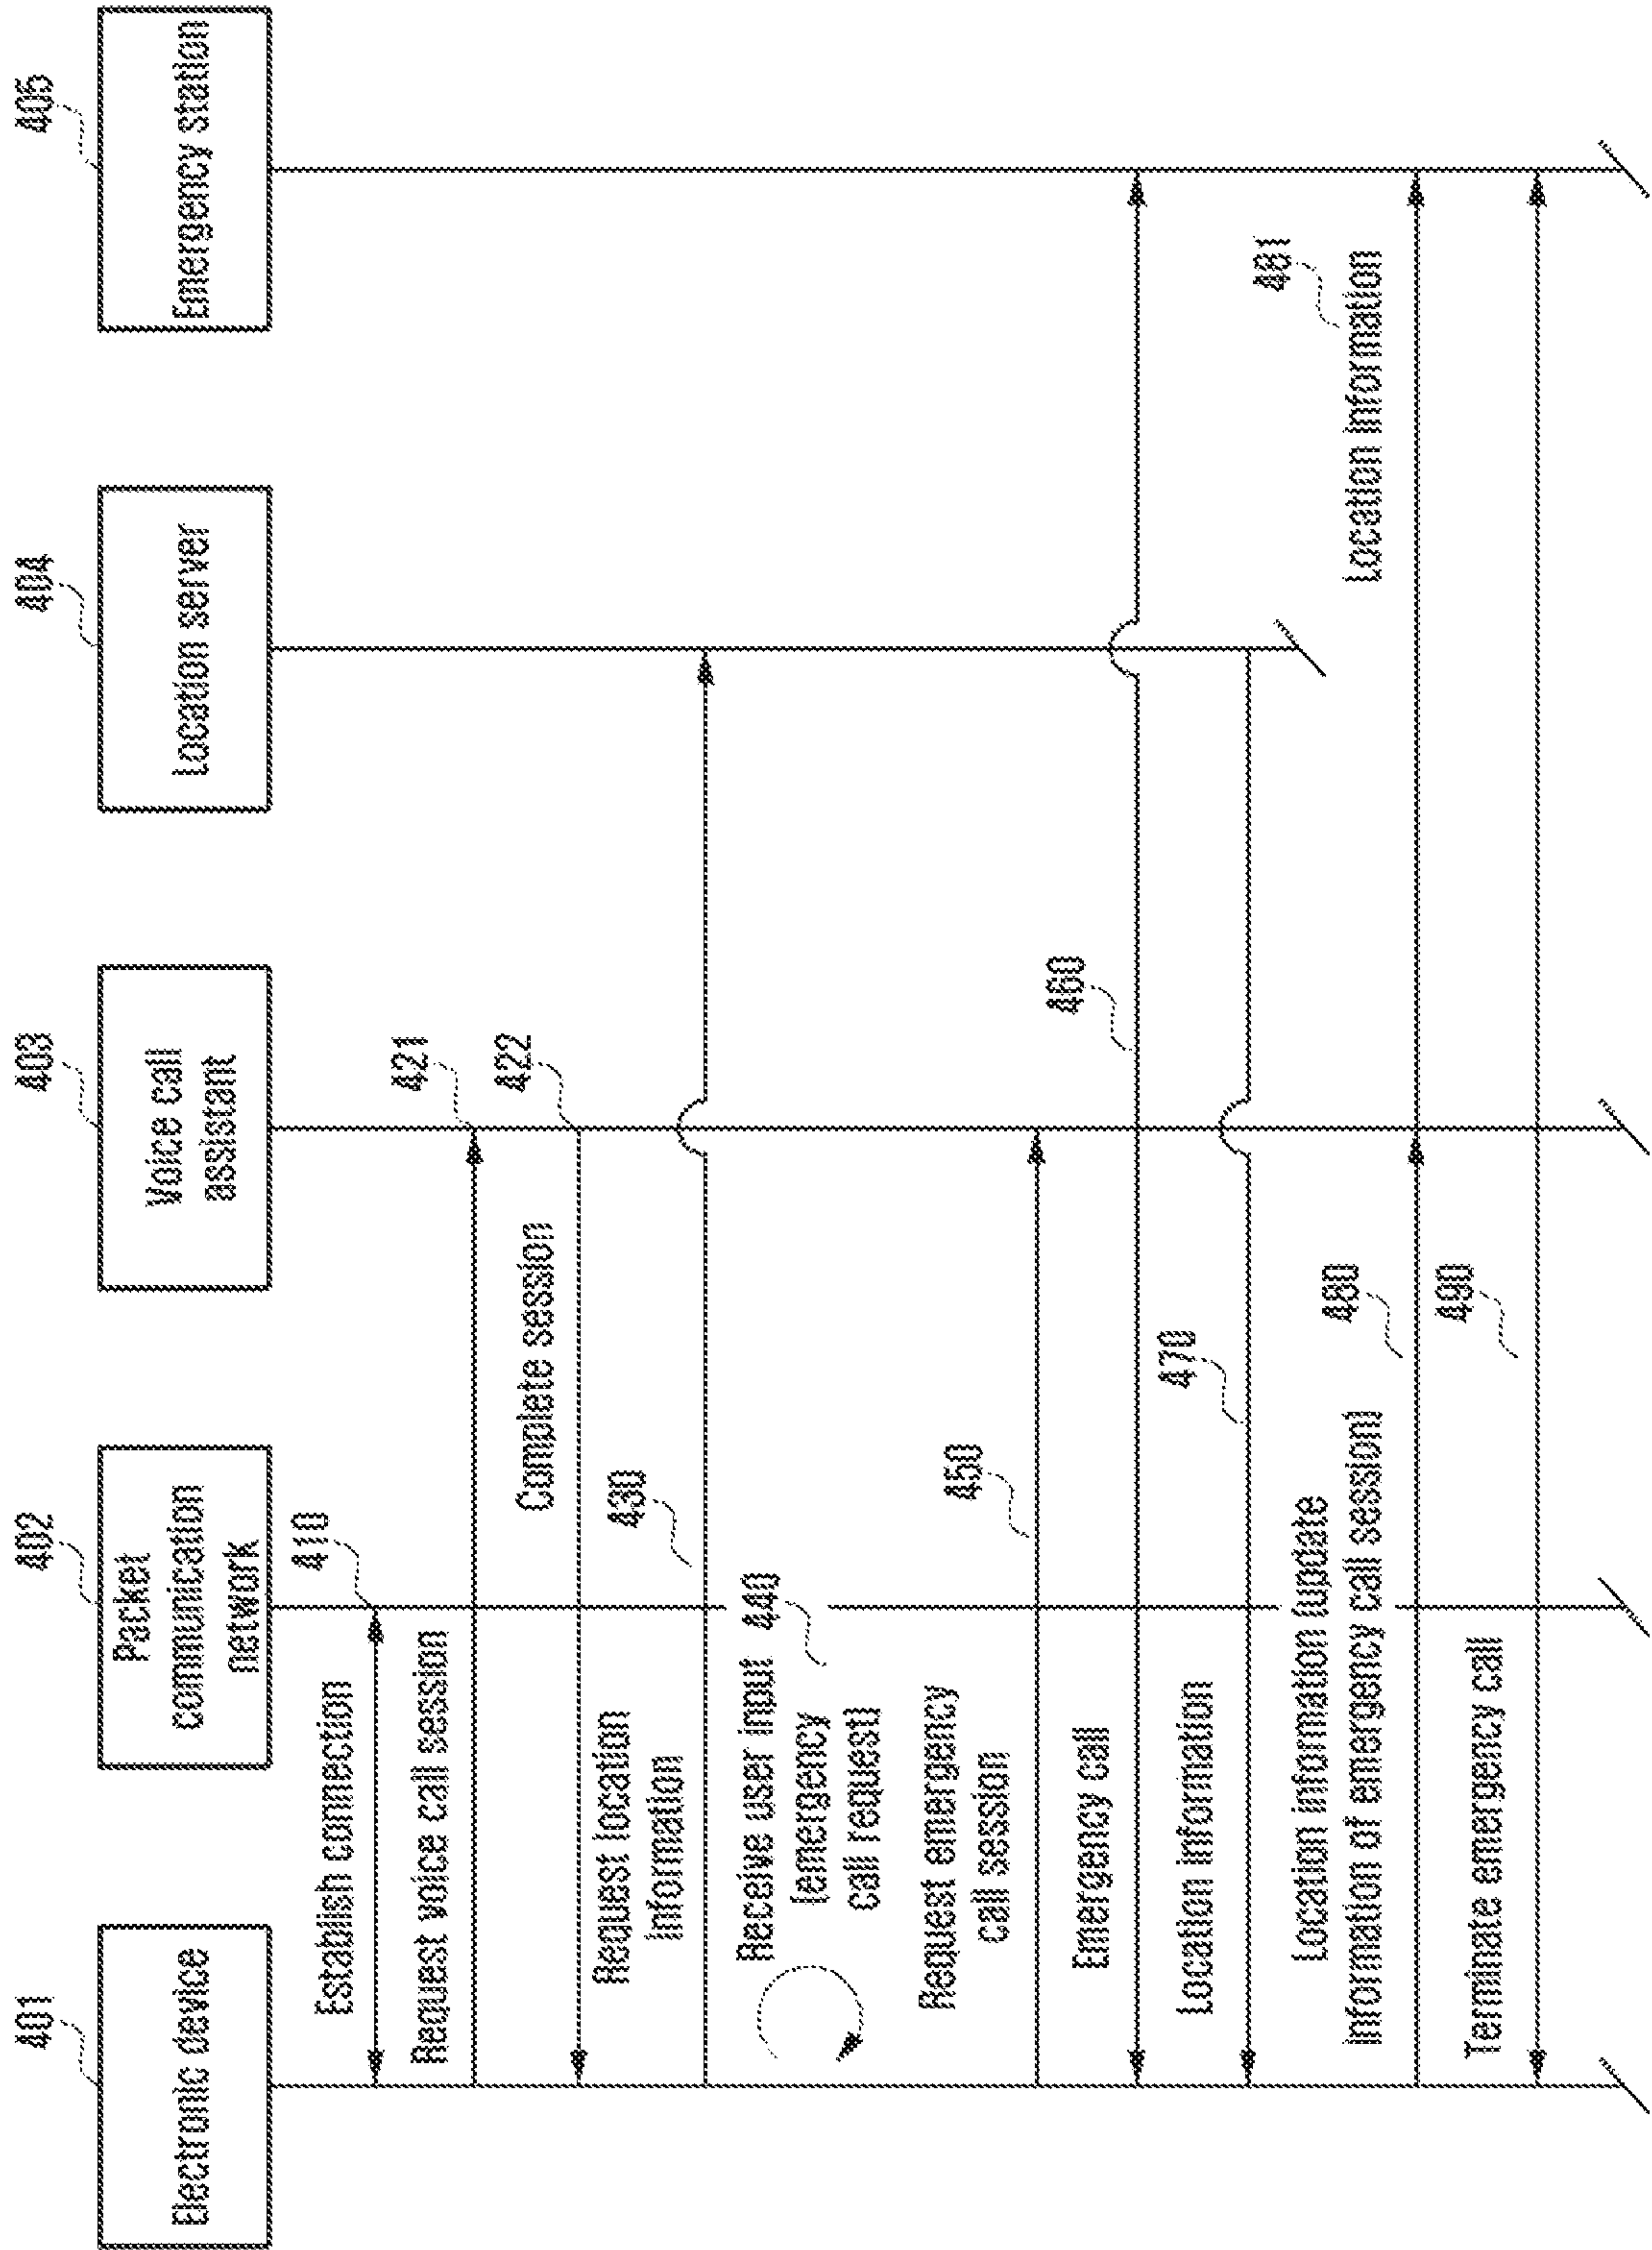 401
Electronic device
402
Packet
communication
network
403
Voice call
assistant
404
Location server
405
Emergency station
Establish connection
410
Request voice call session
421
Complete session
422
Request location
information
430
Receive user input
(emergency
call request)
440
Request emergency
call session
450
Emergency call
460
Location information
470
Location information (update
information of emergency call session)
480
Location information
481
Terminate emergency call
490